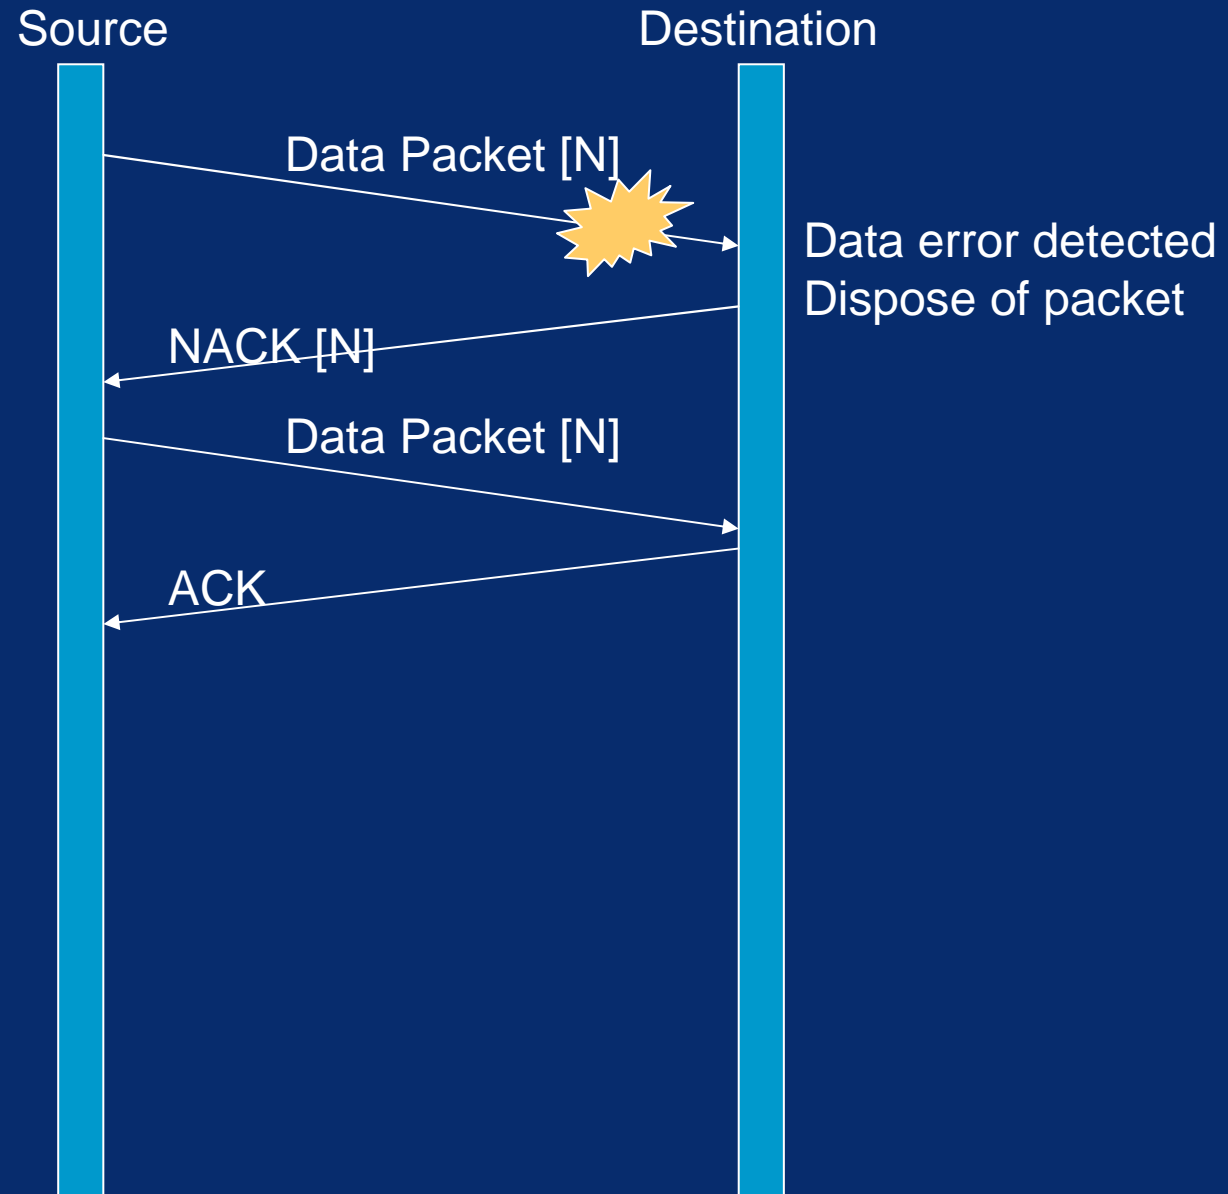 Source
Destination
Data Packet [N]
Data error detected
Dispose of packet
NACK [N]
Data Packet [N]
ACK